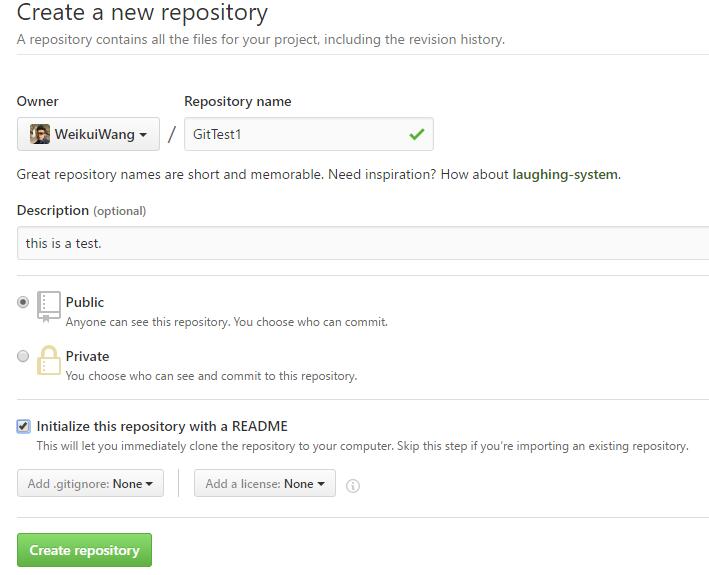 Create a new repository
A repository contains all the files for your project, including the revision history.
Owner
Repository name
WeikuiWang / GitTest1
Great repository names are short and memorable. Need inspiration? How about laughing-system.
Description (optional)
this is a test.
Public
Anyone can see this repository. You choose who can commit.
Private
You choose who can see and commit to this repository.
Initialize this repository with a README
This will let you immediately clone the repository to your computer. Skip this step if you're importing an existing repository.
Add .gitignore: None
Add a license: None
Create repository